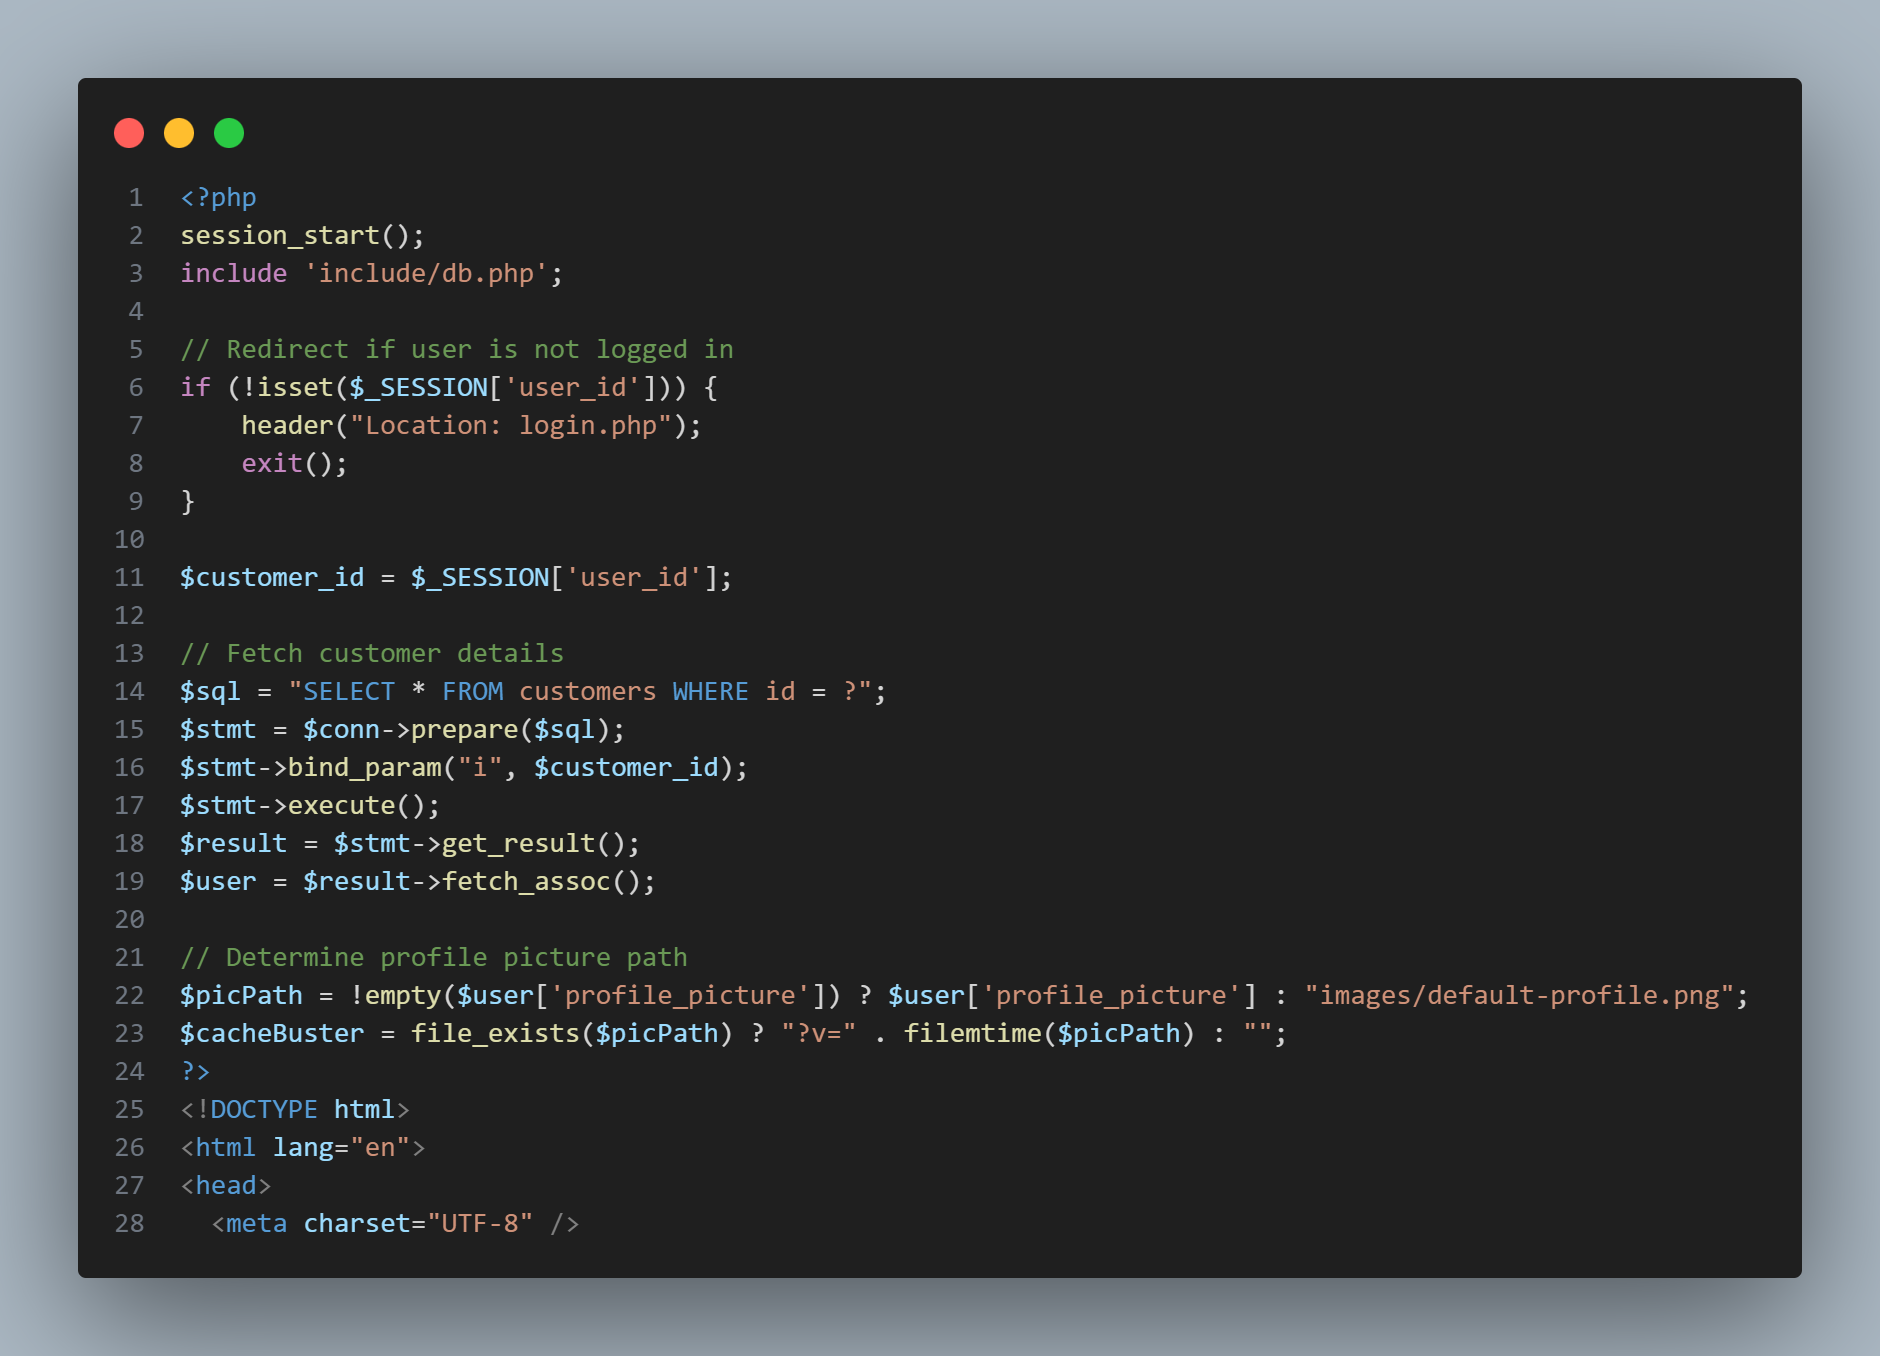 1 <?php
2 session_start();
3 include 'include/db.php';
4
5 // Redirect if user is not logged in
6 if (!isset($_SESSION['user_id'])) {
7     header("Location: login.php");
8     exit();
9 }
10
11 $customer_id = $_SESSION['user_id'];
12
13 // Fetch customer details
14 $sql = "SELECT * FROM customers WHERE id = ?";
15 $stmt = $conn->prepare($sql);
16 $stmt->bind_param("i", $customer_id);
17 $stmt->execute();
18 $result = $stmt->get_result();
19 $user = $result->fetch_assoc();
20
21 // Determine profile picture path
22 $picPath = !empty($user['profile_picture']) ? $user['profile_picture'] : "images/default-profile.png";
23 $cacheBuster = file_exists($picPath) ? "?v=" . filemtime($picPath) : "";
24 ?>
25 <!DOCTYPE html>
26 <html lang="en">
27 <head>
28   <meta charset="UTF-8" />